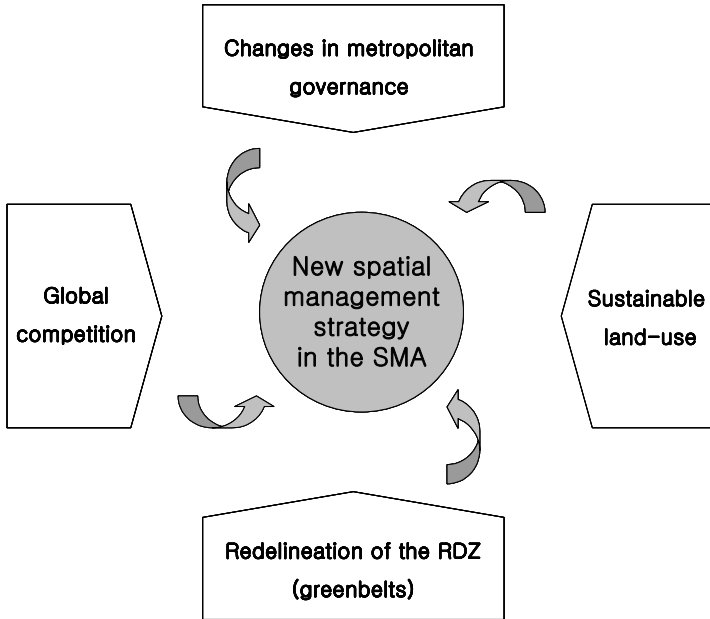 Changes in metropolitan
governance
Global
competition
New spatial
management
strategy
in the SMA
Sustainable
land-use
Redelineation of the RDZ
(greenbelts)